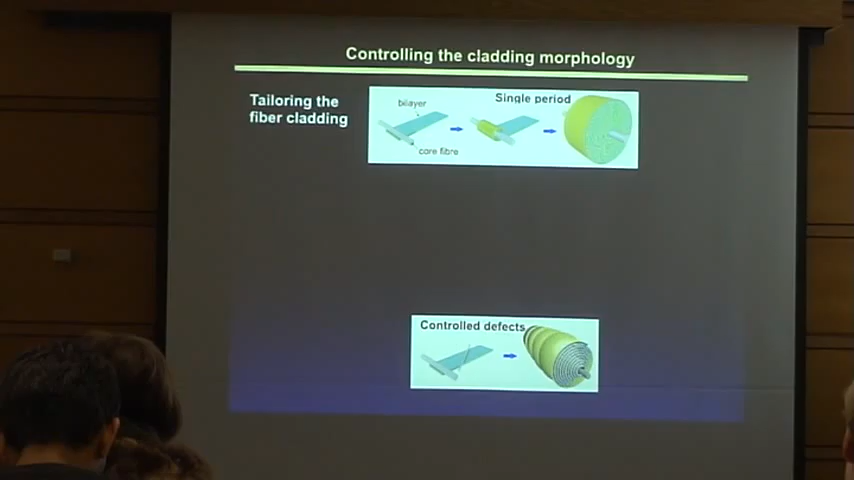 Controlling the cladding morphology
Tailoring the
fiber cladding
bilayer
Single period
core fibre
Controlled defects